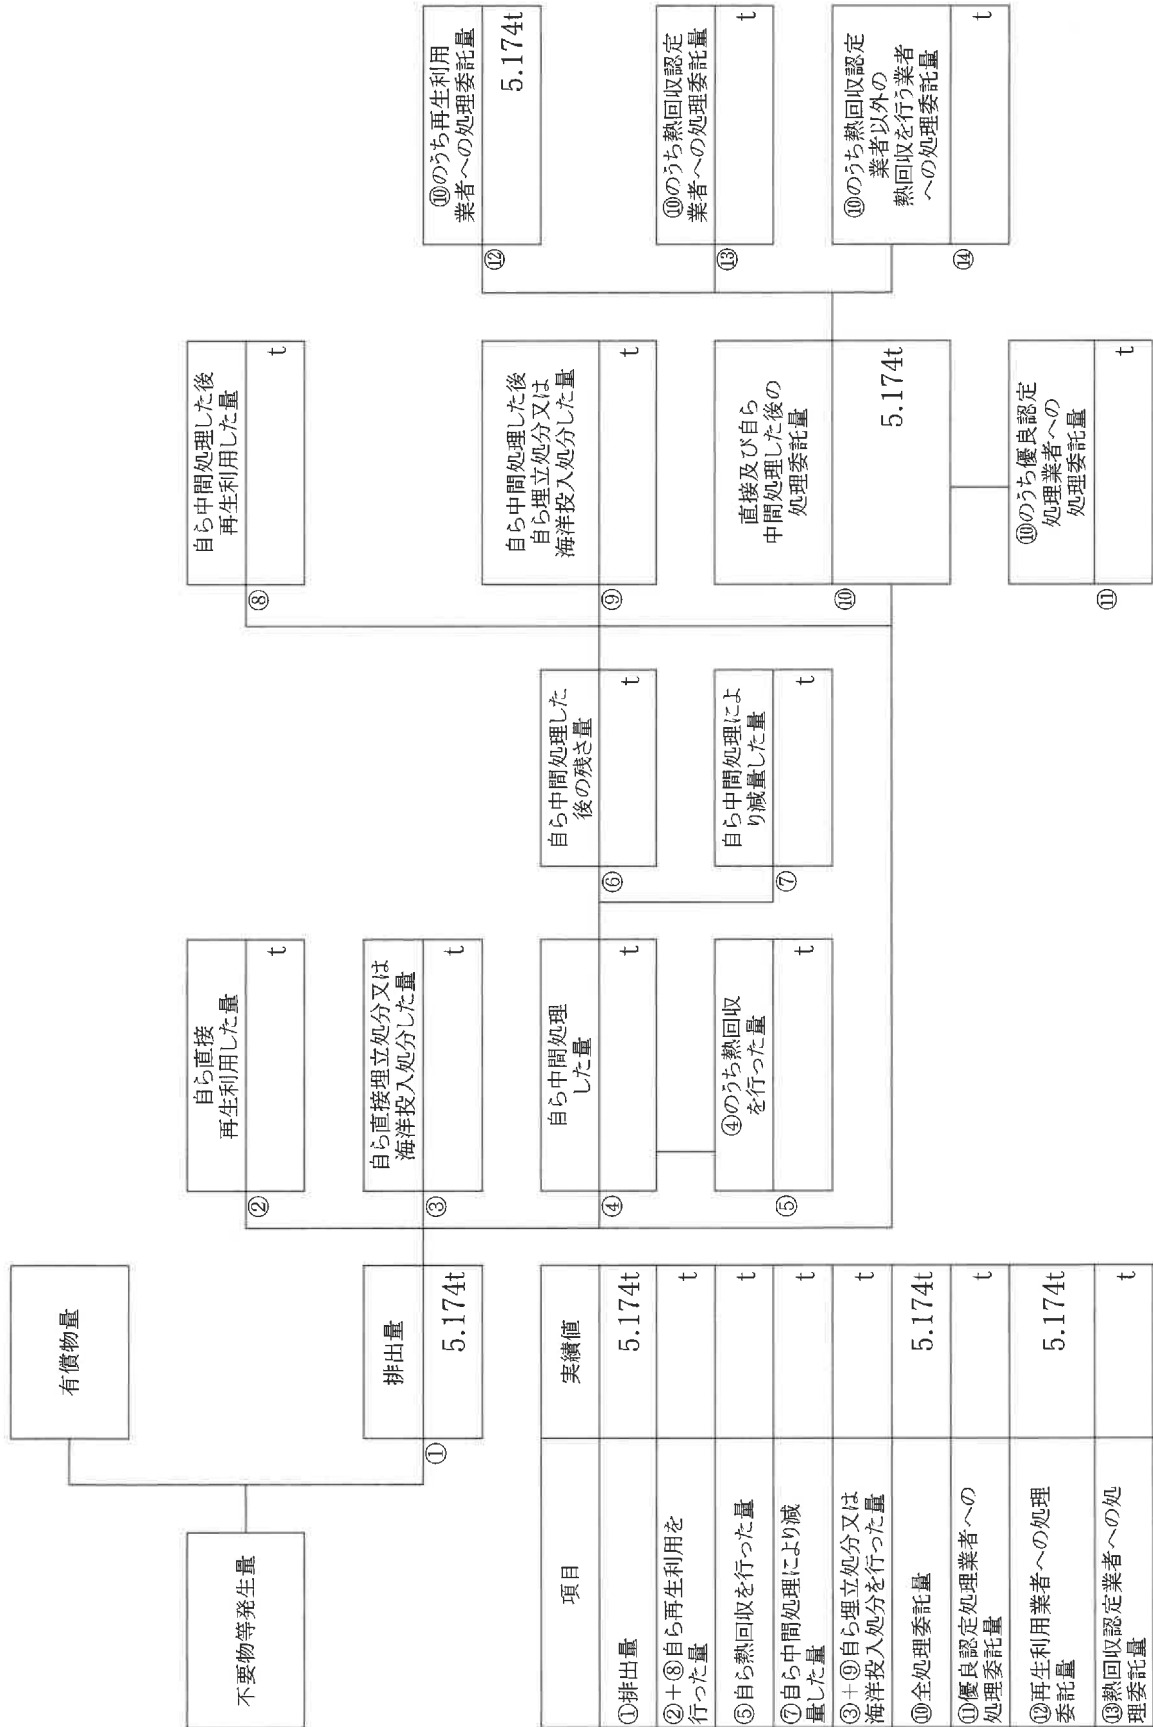 不要物等発生量
有償物量
①
排出量
5.174t
②
自ら直接
再生利用した量
t
③
自ら直接埋立処分又は
海洋投入処分した量
t
④
自ら中間処理
した量
t
⑤
④のうち熱回収
を行った量
t
⑥
自ら中間処理した
後の残さ量
t
⑦
自ら中間処理によ
り減量した量
t
⑧
自ら中間処理した後
再生利用した量
t
⑨
自ら中間処理した後
自ら埋立処分又は
海洋投入処分した量
t
⑩
直接及び自ら
中間処理した後の
処理委託量
5.174t
⑪
⑩のうち優良認定
処理業者への
処理委託量
t
⑫
⑩のうち再生利用
業者への処理委託量
5.174t
⑬
⑩のうち熱回収認定
業者への処理委託量
t
⑭
⑩のうち熱回収認定
業者以外の
熱回収を行う業者
への処理委託量
t
項目
実績値
①排出量
5.174t
②+⑧自ら再生利用を
行った量
t
⑤自ら熱回収を行った量
t
⑦自ら中間処理により減
量した量
t
③+⑨自ら埋立処分又は
海洋投入処分を行った量
t
⑩全処理委託量
5.174t
⑪優良認定処理業者への
処理委託量
t
⑫再生利用業者への処理
委託量
5.174t
⑬熱回収認定業者への処
理委託量
t